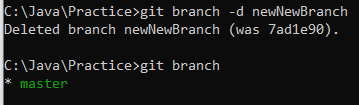 C:\Java\Practice>git branch -d newNewBranch
Deleted branch newNewBranch (was 7ad1e90).
C:\Java\Practice>git branch
* master